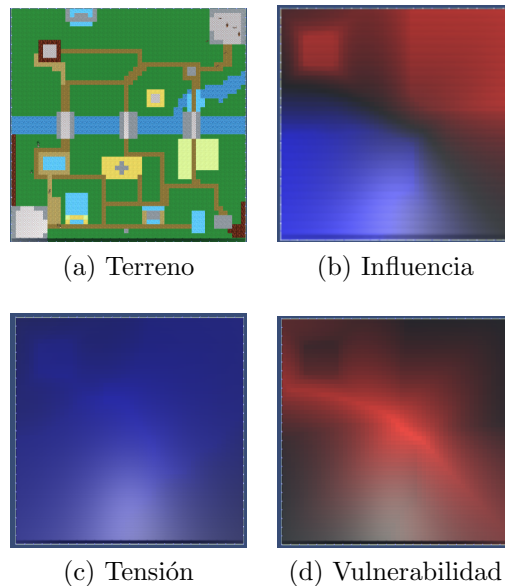 (a) Terreno
(b) Influencia
(c) Tensión
(d) Vulnerabilidad